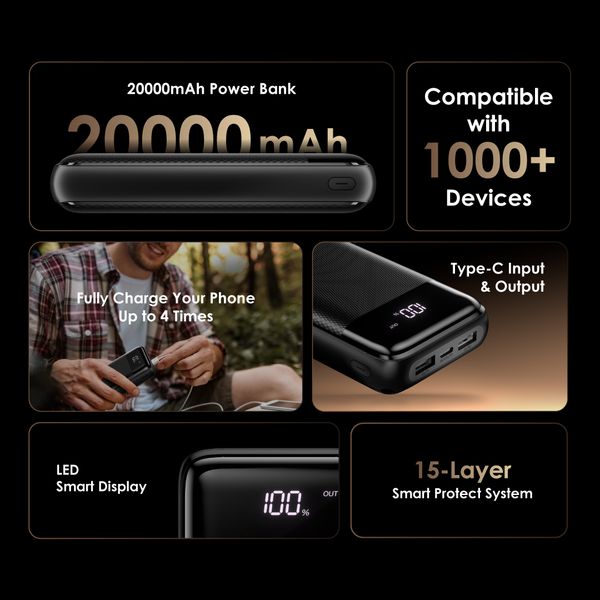 20000mAh Power Bank
20000mAh
Compatible
with
1000+
Devices
Fully Charge Your Phone
Up to 4 Times
Type-C Input
& Output
100%
OUT
LED
Smart Display
100%
OUT
15-Layer
Smart Protect System